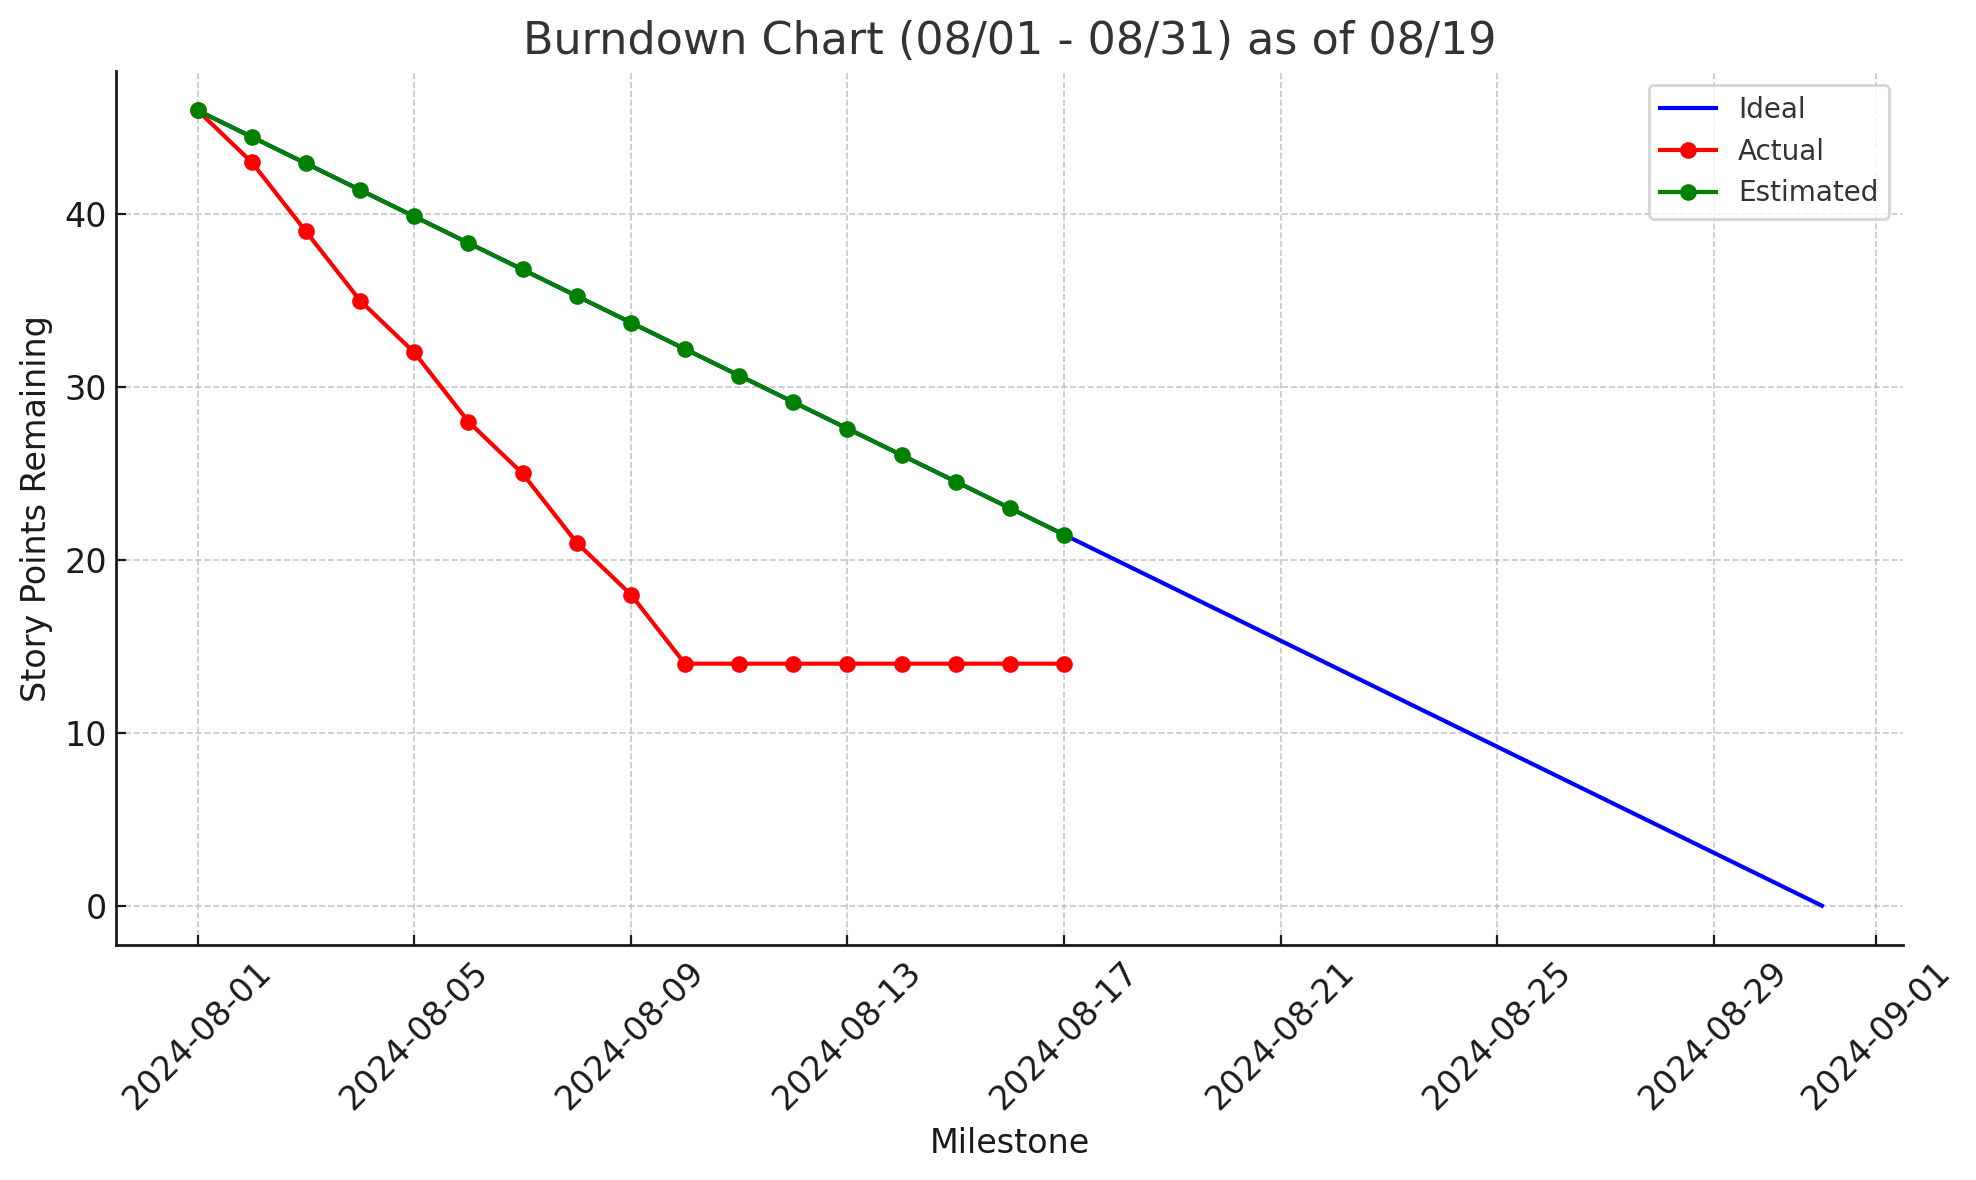 Burndown Chart (08/01 - 08/31) as of 08/19
Ideal
Actual
Estimated
Story Points Remaining
40
30
20
10
0
2024-08-01
2024-08-05
2024-08-09
2024-08-13
2024-08-17
2024-08-21
2024-08-25
2024-08-29
2024-09-01
Milestone